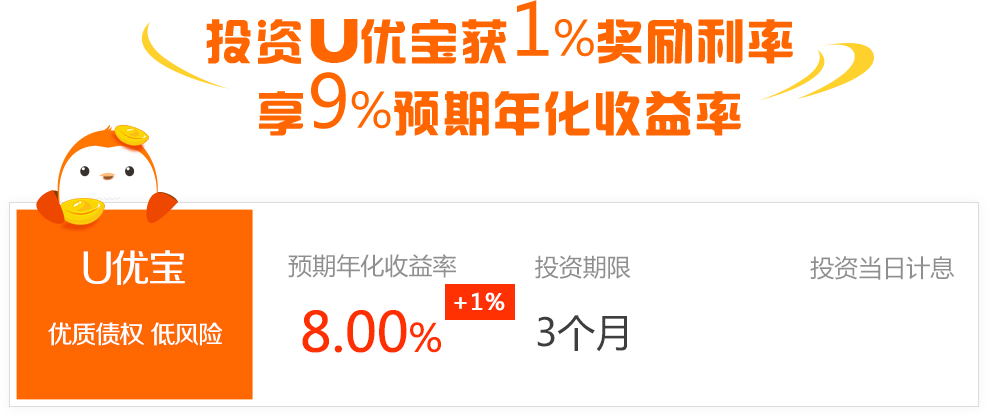 投资U优宝获1%奖励利率
享9%预期年化收益率
U优宝
优质债权 低风险
预期年化收益率
8.00%
+1%
投资期限
3个月
投资当日计息